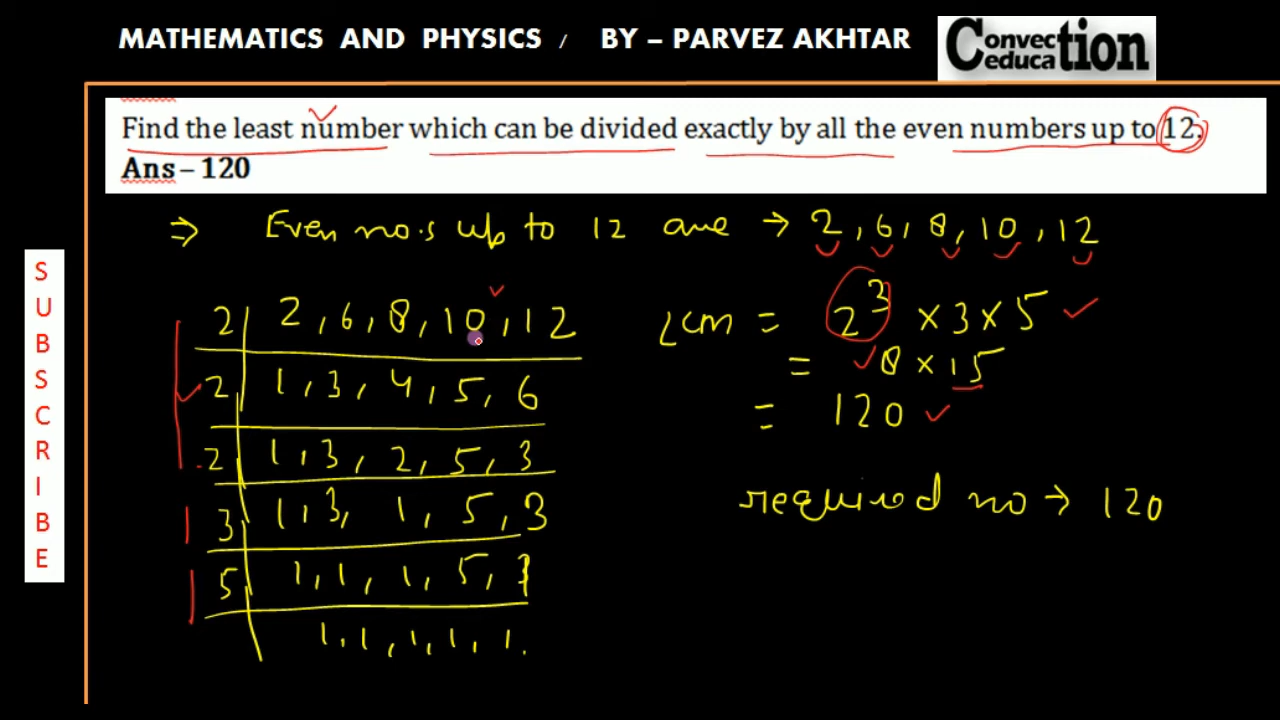 MATHEMATICS AND PHYSICS / BY – PARVEZ AKHTAR
Convection education
Find the least number which can be divided exactly by all the even numbers up to 12.
Ans – 120
⇒ Even no.s up to 12 are → 2, 6, 8, 10, 12
SUBSCRIBE
2 | 2, 6, 8, 10, 12
2 | 1, 3, 4, 5, 6
2 | 1, 3, 2, 5, 3
3 | 1, 3, 1, 5, 3
5 | 1, 1, 1, 5, 1
1, 1, 1, 1, 1.
Lcm = 2³ × 3 × 5
= 8 × 15
= 120
required no → 120